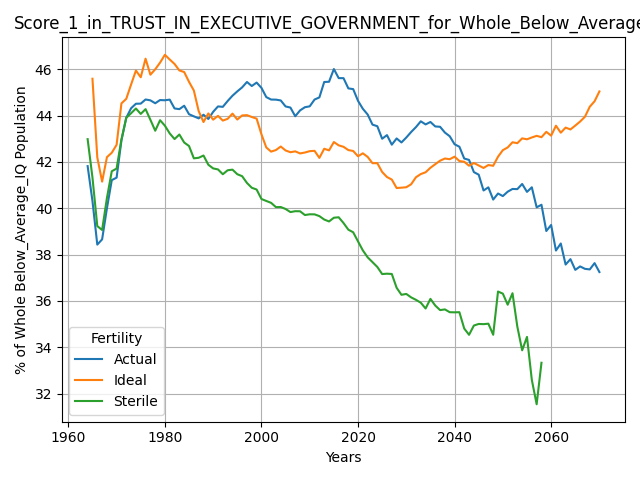 Score_1_in_TRUST_IN_EXECUTIVE_GOVERNMENT_for_Whole_Below_Average
% of Whole Below_Average_IQ Population
46
44
42
40
38
36
34
32
Fertility
Actual
Ideal
Sterile
1960 1980 2000 2020 2040 2060
Years